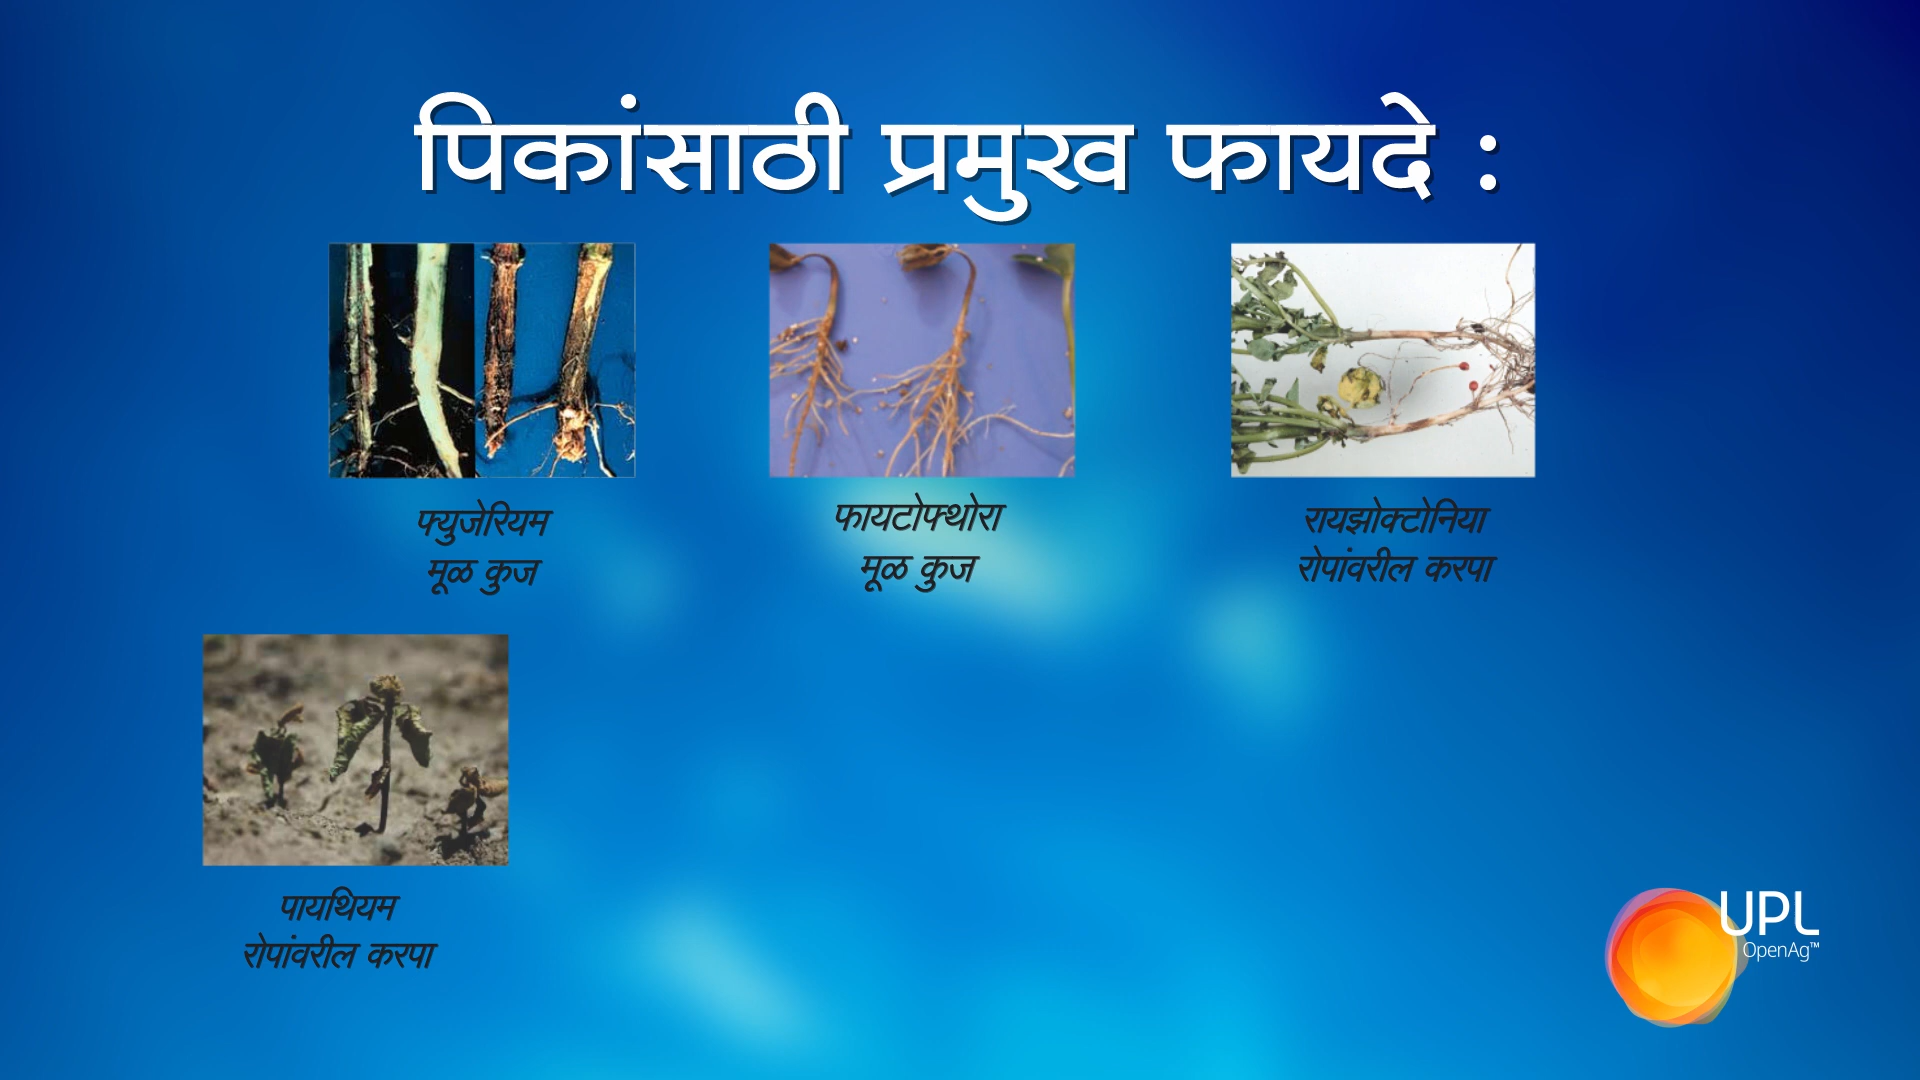 पिकांसाठी प्रमुख फायदे :
फ्युजेरियम
मूळ कुज
फायटोफ्थोरा
मूळ कुज
रायझोक्टोनिया
रोपांवरील करपा
पायथियम
रोपांवरील करपा
UPL
OpenAg™